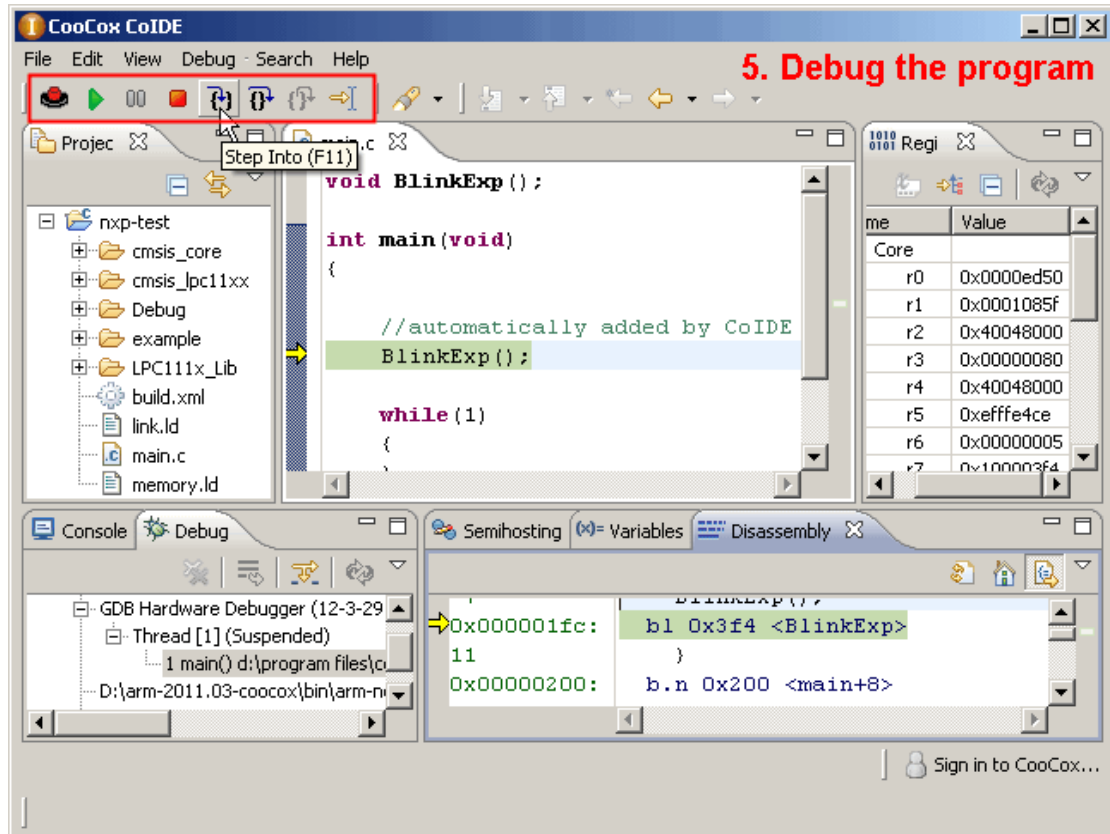 CooCox CoIDE
File Edit View Debug Search Help
5. Debug the program
Projec
main.c
Regi
Step Into (F11)
nxp-test
cmsis_core
cmsis_lpc11xx
Debug
example
LPC111x_Lib
build.xml
link.ld
main.c
memory.ld
void BlinkExp();
int main(void)
{
//automatically added by CoIDE
BlinkExp();
while(1)
{
me Value
Core
r0 0x0000ed50
r1 0x0001085f
r2 0x40048000
r3 0x00000080
r4 0x40048000
r5 0xefffe4ce
r6 0x00000005
r7 0x100003f4
Console Debug
GDB Hardware Debugger (12-3-29
Thread [1] (Suspended)
1 main() d:\program files\c
D:\arm-2011.03-coocox\bin\arm-n
Semihosting (x)= Variables Disassembly
BlinkExp();
0x000001fc: bl 0x3f4 <BlinkExp>
11 }
0x00000200: b.n 0x200 <main+8>
Sign in to CooCox...